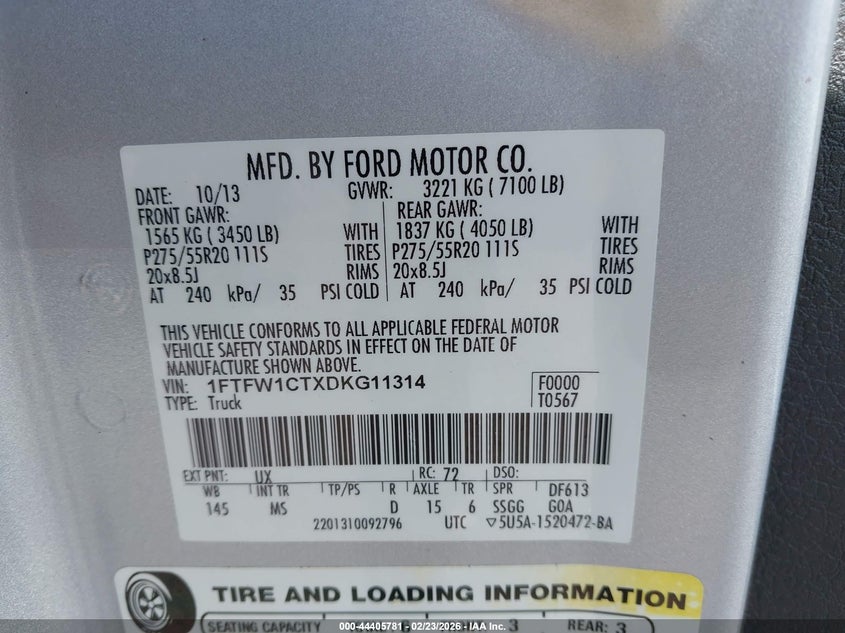 MFD. BY FORD MOTOR CO.
DATE: 10/13 GVWR: 3221 KG ( 7100 LB)
FRONT GAWR: REAR GAWR:
1565 KG ( 3450 LB) WITH 1837 KG ( 4050 LB) WITH
P275/55R20 111S TIRES P275/55R20 111S TIRES
20x8.5J RIMS 20x8.5J RIMS
AT 240 kPa/ 35 PSI COLD AT 240 kPa/ 35 PSI COLD
THIS VEHICLE CONFORMS TO ALL APPLICABLE FEDERAL MOTOR
VEHICLE SAFETY STANDARDS IN EFFECT ON THE DATE OF
MANUFACTURE SHOWN ABOVE.
VIN: 1FTFW1CTXDKG11314 F0000
TYPE: Truck T0567
EXT PNT: UX RC: 72 DSO:
WB INT TR TP/PS R AXLE TR SPR DF613
145 MS D 15 6 SSGG GOA
2201310092796 UTC ▽5U5A-1520472-BA
TIRE AND LOADING INFORMATION
SEATING CAPACITY 3 REAR: 3
000-44405781 - 02/23/2026 - IAA Inc.